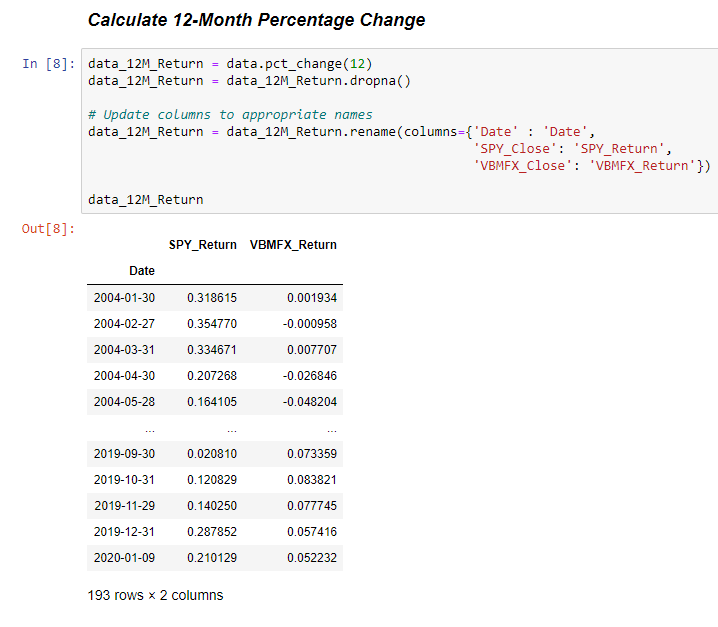 Calculate 12-Month Percentage Change
In [8]: data_12M_Return = data.pct_change(12)
data_12M_Return = data_12M_Return.dropna()
# Update columns to appropriate names
data_12M_Return = data_12M_Return.rename(columns={'Date' : 'Date',
'SPY_Close': 'SPY_Return',
'VBMFX_Close': 'VBMFX_Return'})
data_12M_Return
Out[8]:
SPY_Return VBMFX_Return
Date
2004-01-30 0.318615 0.001934
2004-02-27 0.354770 -0.000958
2004-03-31 0.334671 0.007707
2004-04-30 0.207268 -0.026846
2004-05-28 0.164105 -0.048204
... ... ...
2019-09-30 0.020810 0.073359
2019-10-31 0.120829 0.083821
2019-11-29 0.140250 0.077745
2019-12-31 0.287852 0.057416
2020-01-09 0.210129 0.052232
193 rows × 2 columns